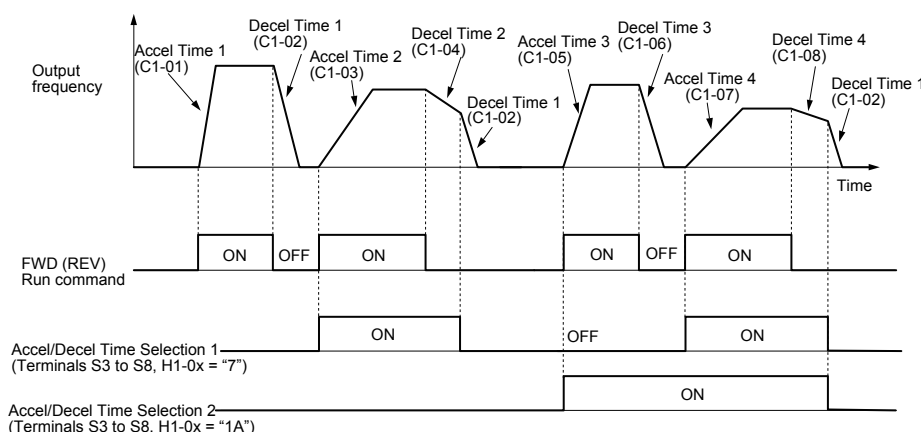 Accel Time 1
(C1-01)
Decel Time 1
(C1-02)
Accel Time 2
(C1-03)
Decel Time 2
(C1-04)
Decel Time 1
(C1-02)
Accel Time 3
(C1-05)
Decel Time 3
(C1-06)
Accel Time 4
(C1-07)
Decel Time 4
(C1-08)
Decel Time 1
(C1-02)
Output
frequency
Time
FWD (REV)
Run command
ON
OFF
ON
ON
OFF
ON
Accel/Decel Time Selection 1
(Terminals S3 to S8, H1-0x = “7”)
ON
OFF
ON
Accel/Decel Time Selection 2
(Terminals S3 to S8, H1-0x = “1A”)
ON